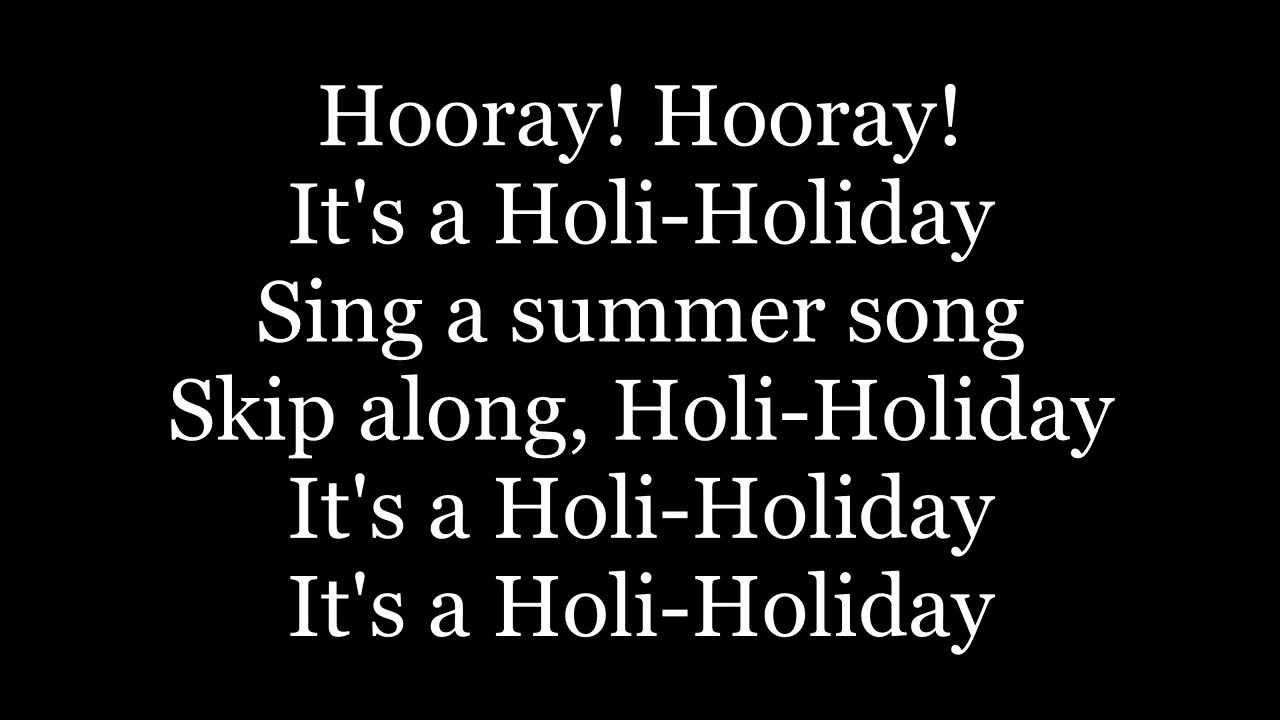 Hooray! Hooray!
It's a Holi-Holiday
Sing a summer song
Skip along, Holi-Holiday
It's a Holi-Holiday
It's a Holi-Holiday